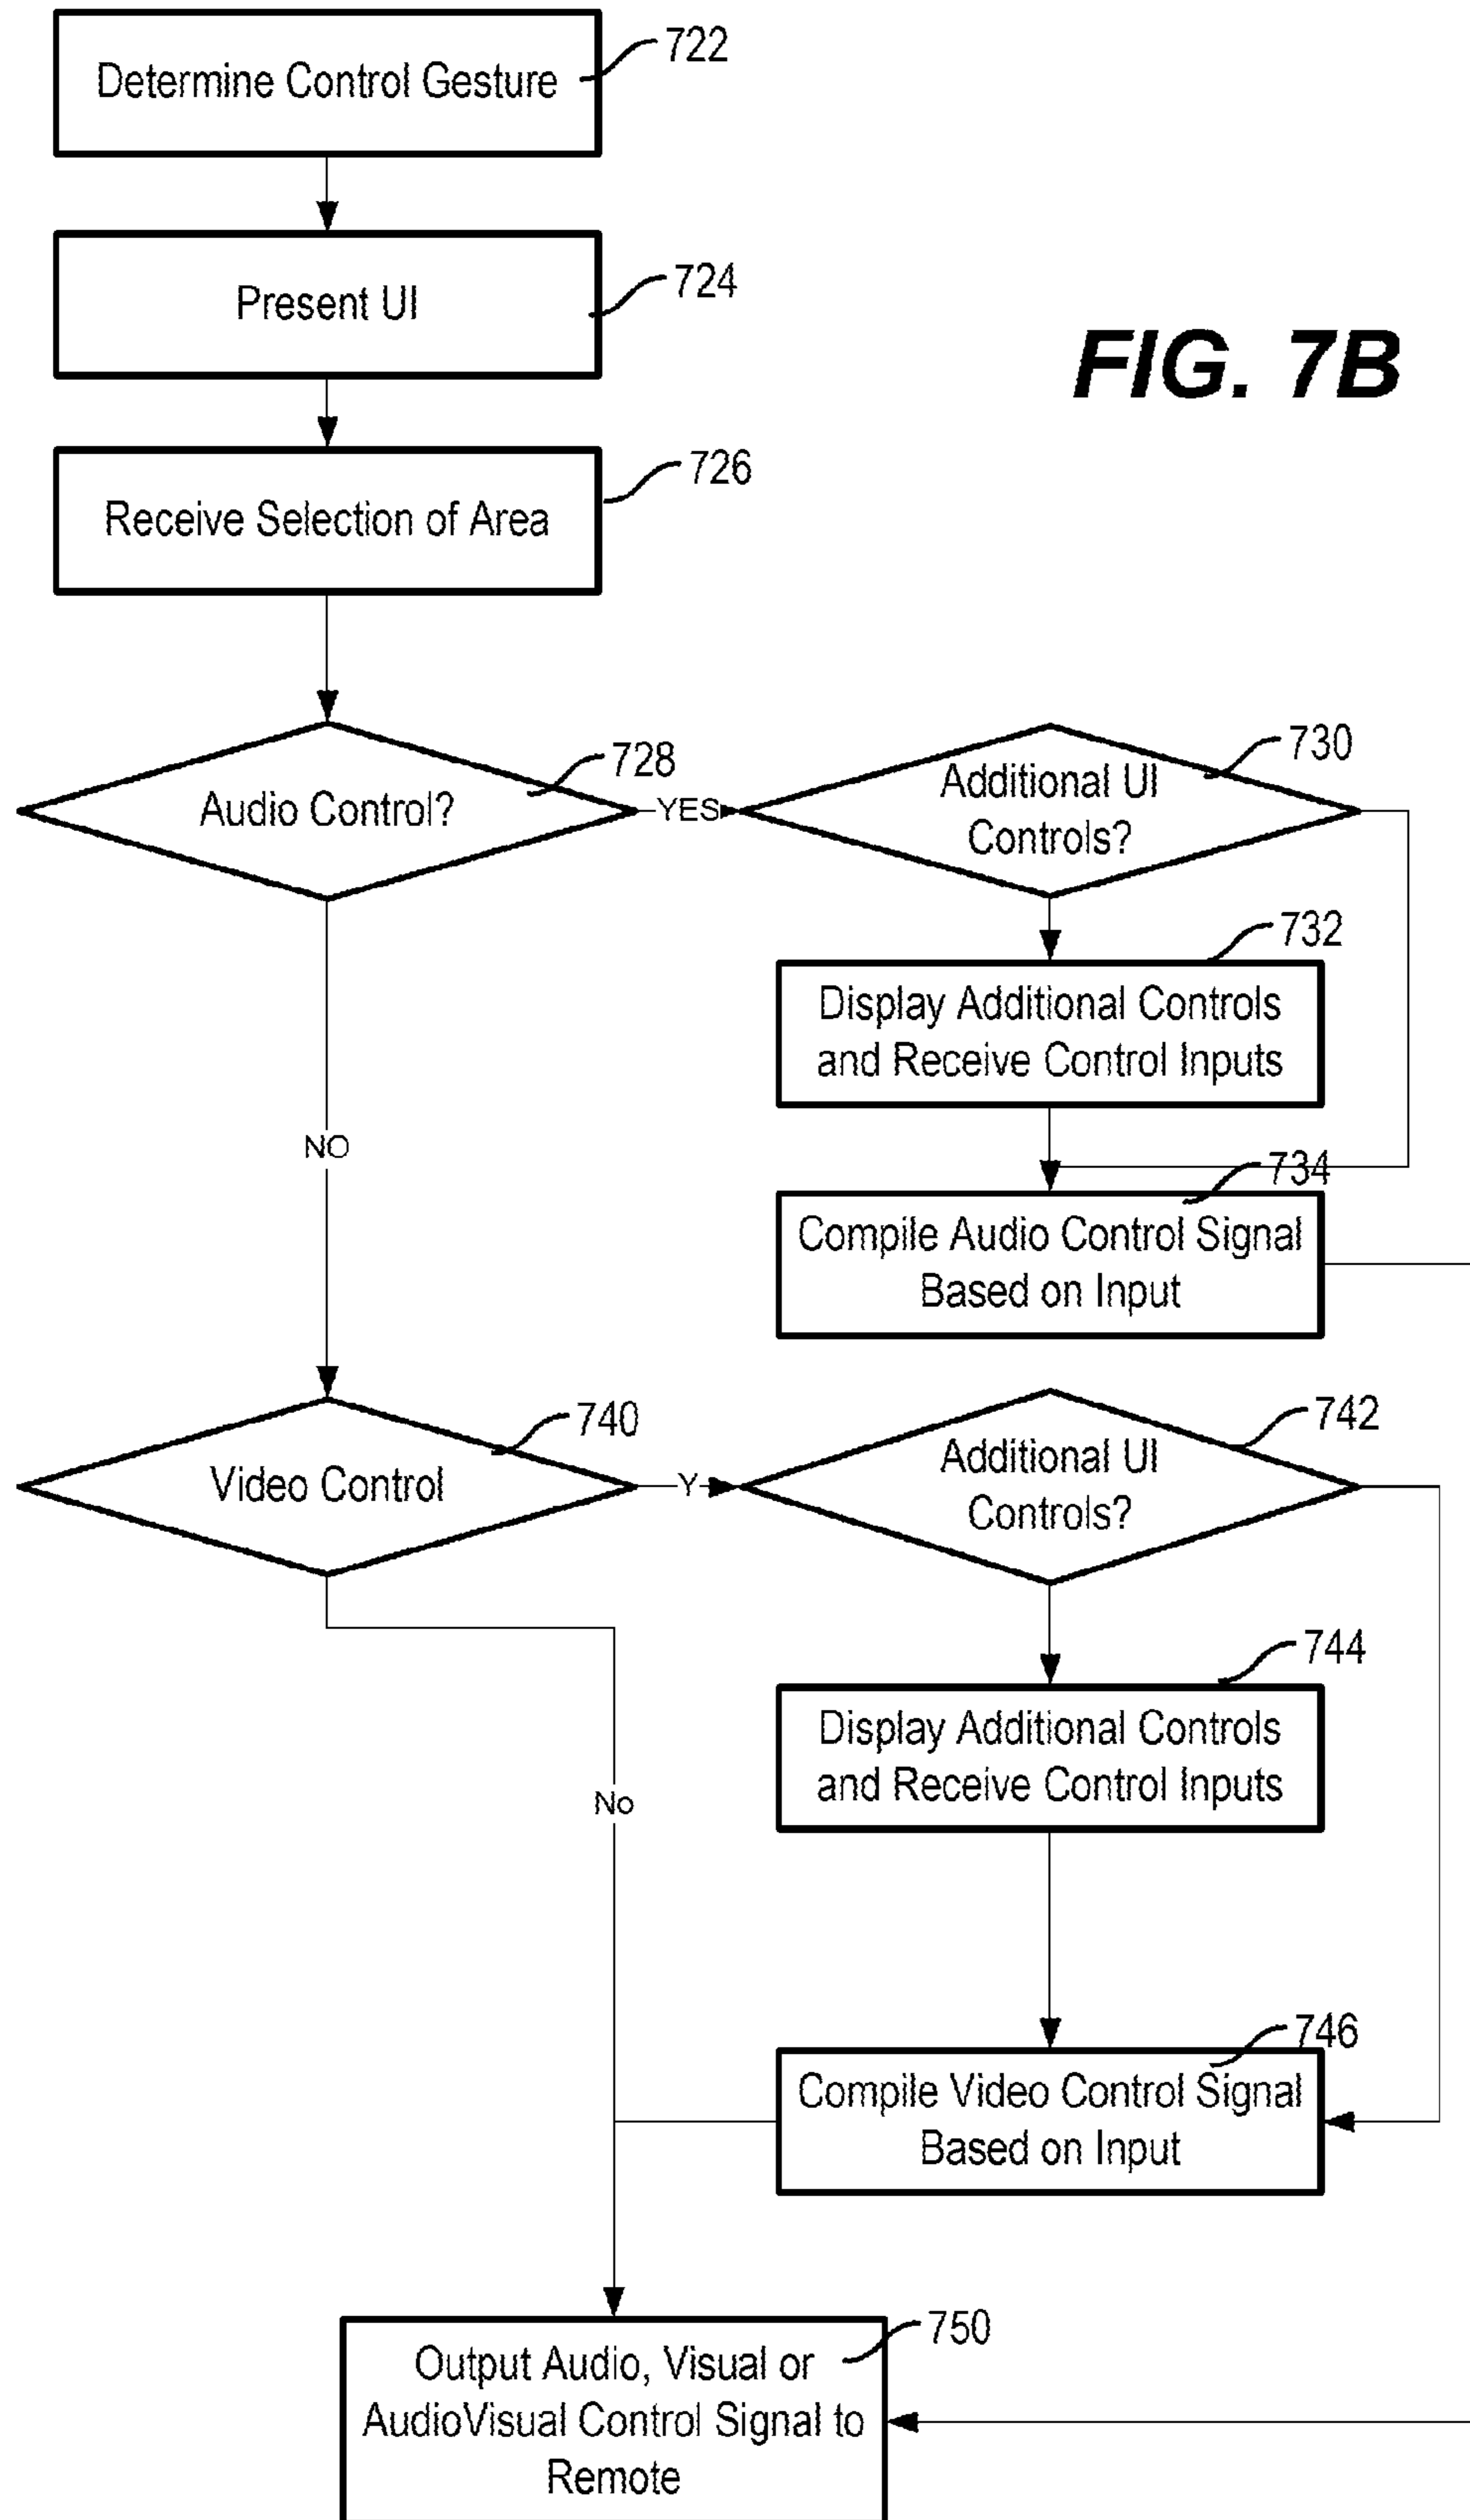 Determine Control Gesture
722
Present UI
724
FIG. 7B
Receive Selection of Area
726
Audio Control?
728
YES
Additional UI
Controls?
730
Display Additional Controls
and Receive Control Inputs
732
NO
Compile Audio Control Signal
Based on Input
734
Video Control
740
Y
Additional UI
Controls?
742
Display Additional Controls
and Receive Control Inputs
744
No
Compile Video Control Signal
Based on Input
746
Output Audio, Visual or
AudioVisual Control Signal to
Remote
750